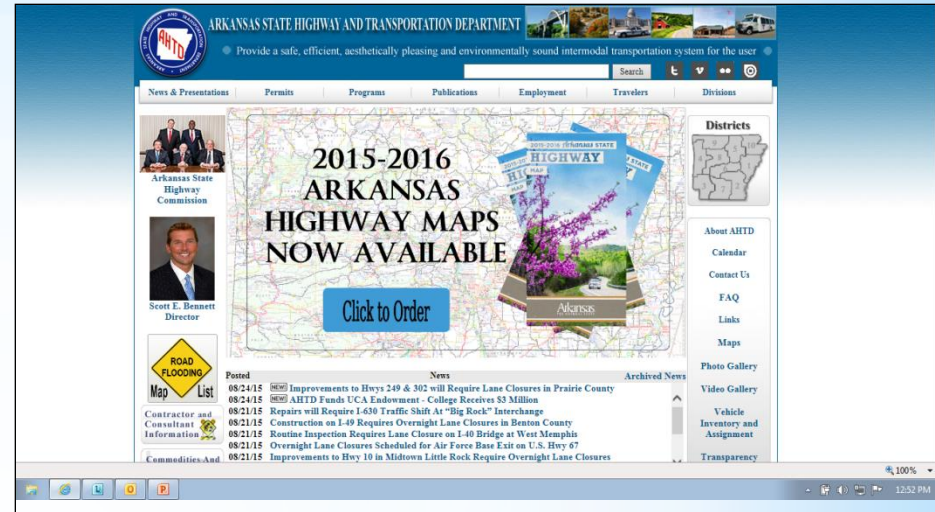 ARKANSAS STATE HIGHWAY AND TRANSPORTATION DEPARTMENT
AHTD
Provide a safe, efficient, aesthetically pleasing and environmentally sound intermodal transportation system for the user
Search
News & Presentations Permits Programs Publications Employment Travelers Divisions
Arkansas State
Highway
Commission
Scott E. Bennett
Director
ROAD
FLOODING
Map List
Contractor and
Consultant
Information
Commodities And
2015-2016
ARKANSAS
HIGHWAY MAPS
NOW AVAILABLE
Click to Order
2015-2016 Arkansas STATE
HIGHWAY
MAP
Arkansas
Posted News Archived News
08/24/15 NEW! Improvements to Hwys 249 & 302 will Require Lane Closures in Prairie County
08/24/15 NEW! AHTD Funds UCA Endowment - College Receives $3 Million
08/21/15 Repairs will Require I-630 Traffic Shift At “Big Rock” Interchange
08/21/15 Construction on I-49 Requires Overnight Lane Closures in Benton County
08/21/15 Routine Inspection Requires Lane Closure on I-40 Bridge at West Memphis
08/21/15 Overnight Lane Closures Scheduled for Air Force Base Exit on U.S. Hwy 67
08/21/15 Improvements to Hwy 10 in Midtown Little Rock Require Overnight Lane Closures
Districts
About AHTD
Calendar
Contact Us
FAQ
Links
Maps
Photo Gallery
Video Gallery
Vehicle
Inventory and
Assignment
Transparency
100%
12:52 PM